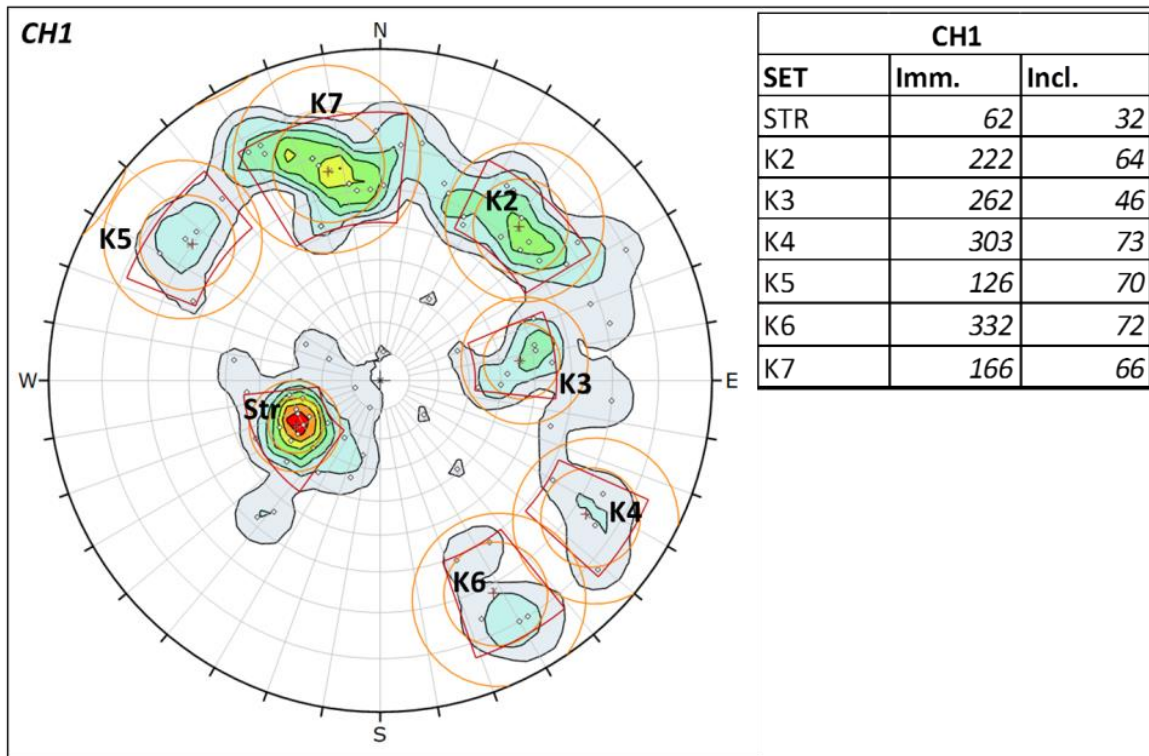 CH1
N
K7
K2
K5
K3
W
E
Str
K4
K6
S
CH1
SET Imm. Incl.
STR 62 32
K2 222 64
K3 262 46
K4 303 73
K5 126 70
K6 332 72
K7 166 66